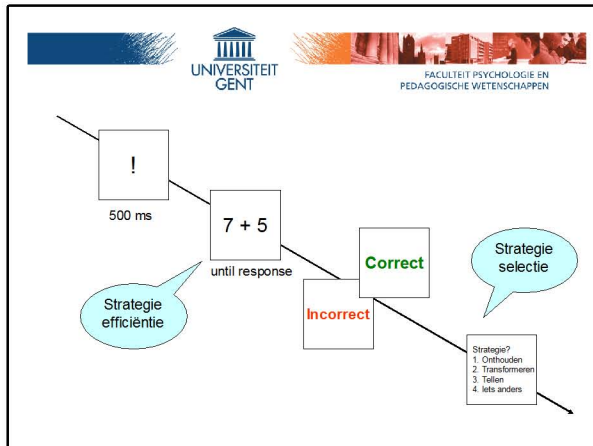 UNIVERSITEIT
GENT
FACULTEIT PSYCHOLOGIE EN
PEDAGOGISCHE WETENSCHAPPEN
!
500 ms
7 + 5
until response
Strategie
efficiëntie
Correct
Incorrect
Strategie
selectie
Strategie?
1. Onthouden
2. Transformeren
3. Tellen
4. Iets anders